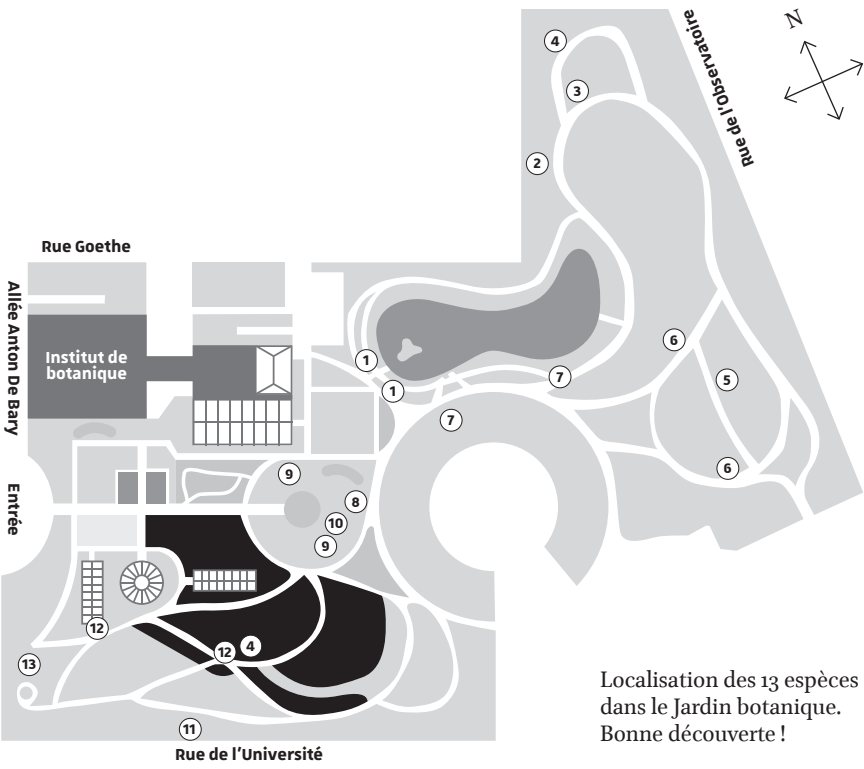 N
Rue de l'Observatoire
4
3
2
Rue Goethe
Allée Anton De Bary
Institut de
botanique
1
1
6
7
5
7
6
9
8
10
9
Entrée
12
12
4
13
11
Rue de l'Université
Localisation des 13 espèces
dans le Jardin botanique.
Bonne découverte !